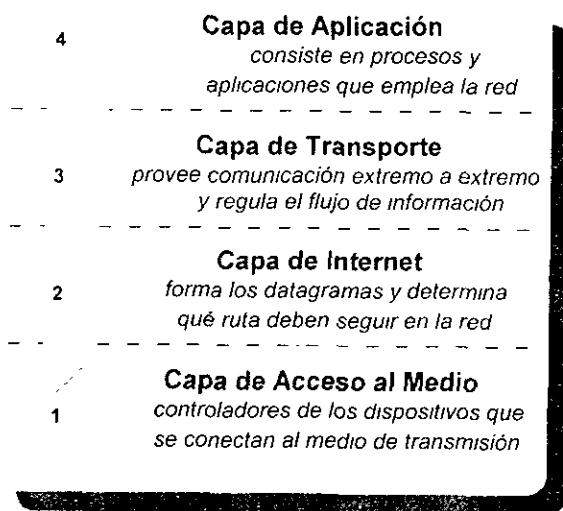 4
Capa de Aplicación
consiste en procesos y
aplicaciones que emplea la red
Capa de Transporte
3
provee comunicación extremo a extremo
y regula el flujo de información
Capa de Internet
2
forma los datagramas y determina
qué ruta deben seguir en la red
Capa de Acceso al Medio
1
controladores de los dispositivos que
se conectan al medio de transmisión